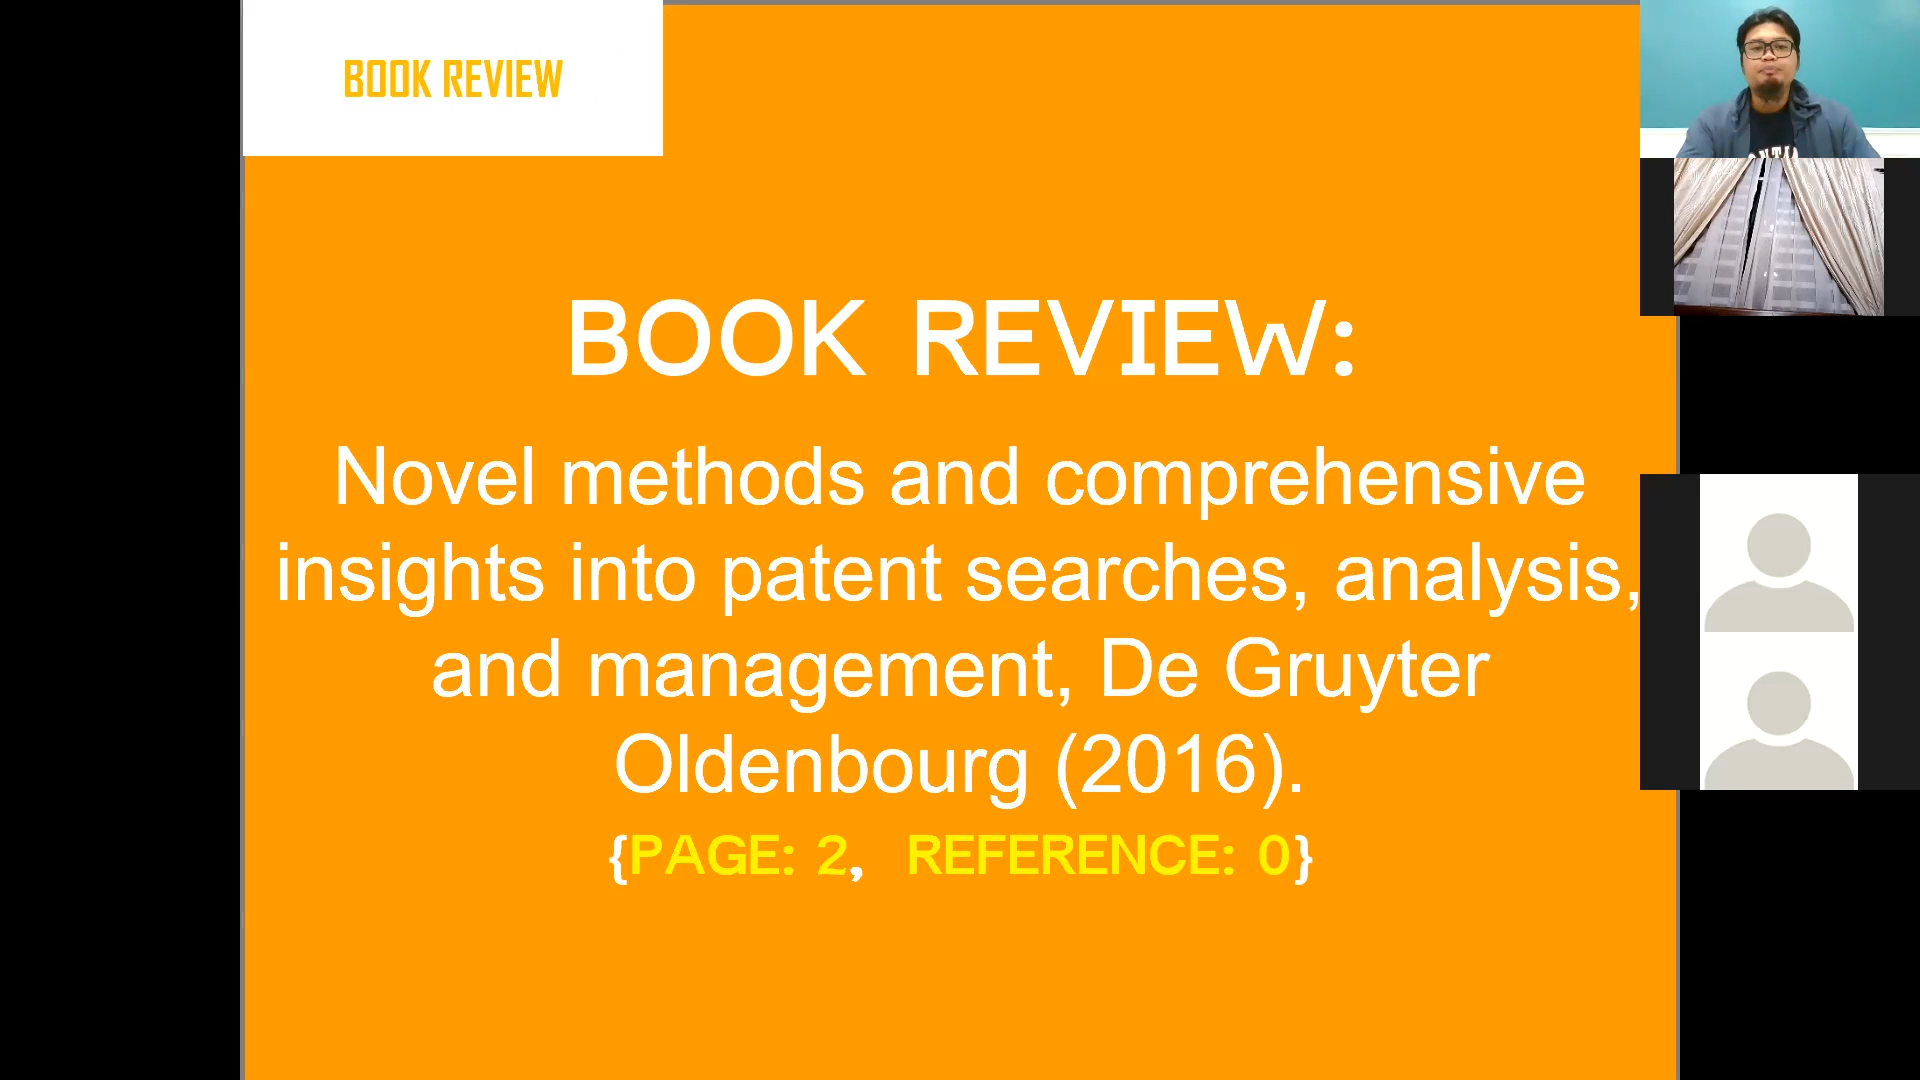 BOOK REVIEW
BOOK REVIEW:
Novel methods and comprehensive
insights into patent searches, analysis,
and management, De Gruyter
Oldenbourg (2016).
{PAGE: 2, REFERENCE: 0}